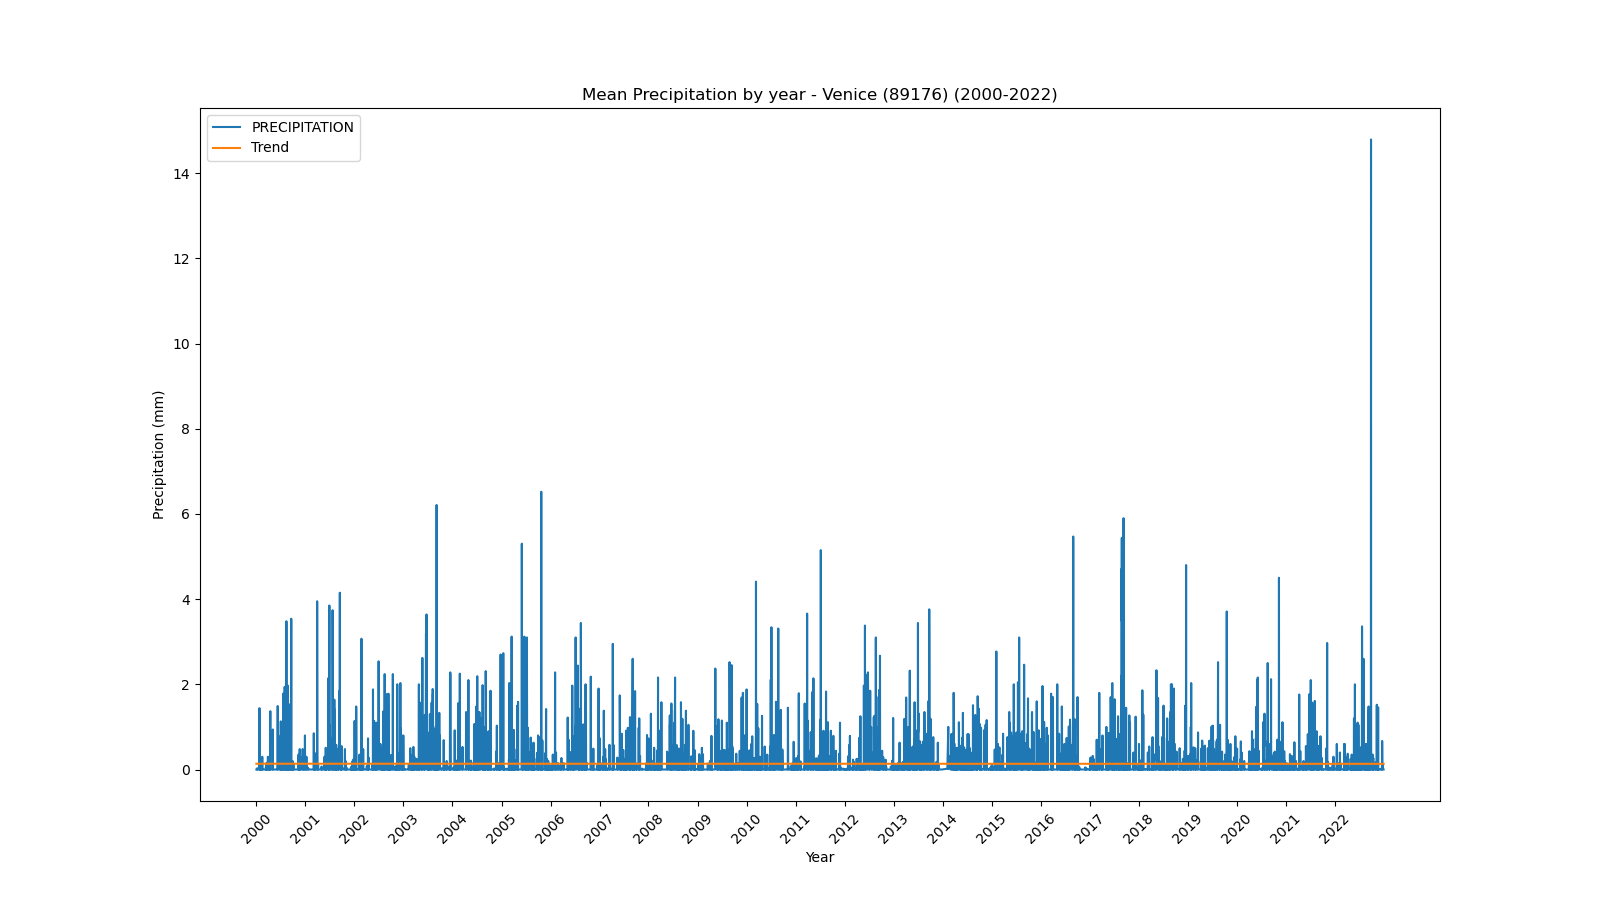 Mean Precipitation by year - Venice (89176) (2000-2022)
PRECIPITATION
Trend
14
12
10
8
6
4
2
0
Precipitation (mm)
2000 2001 2002 2003 2004 2005 2006 2007 2008 2009 2010 2011 2012 2013 2014 2015 2016 2017 2018 2019 2020 2021 2022
Year